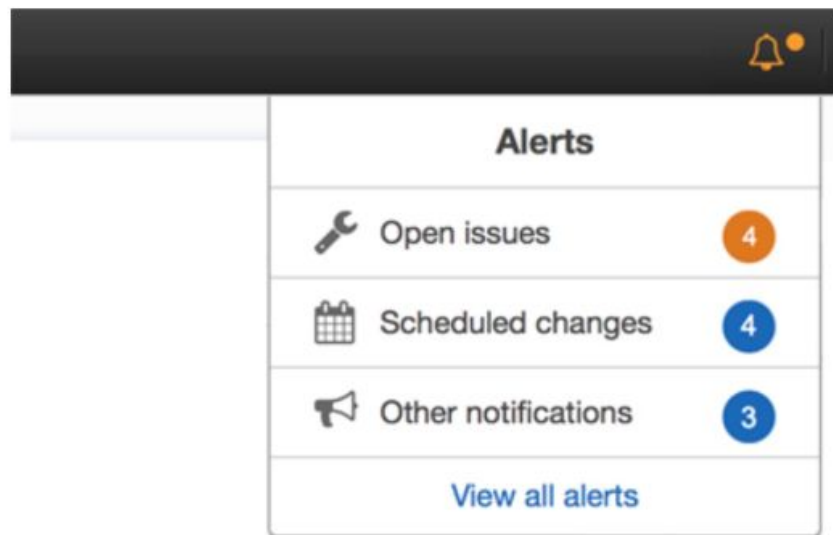 Alerts
Open issues 4
Scheduled changes 4
Other notifications 3
View all alerts